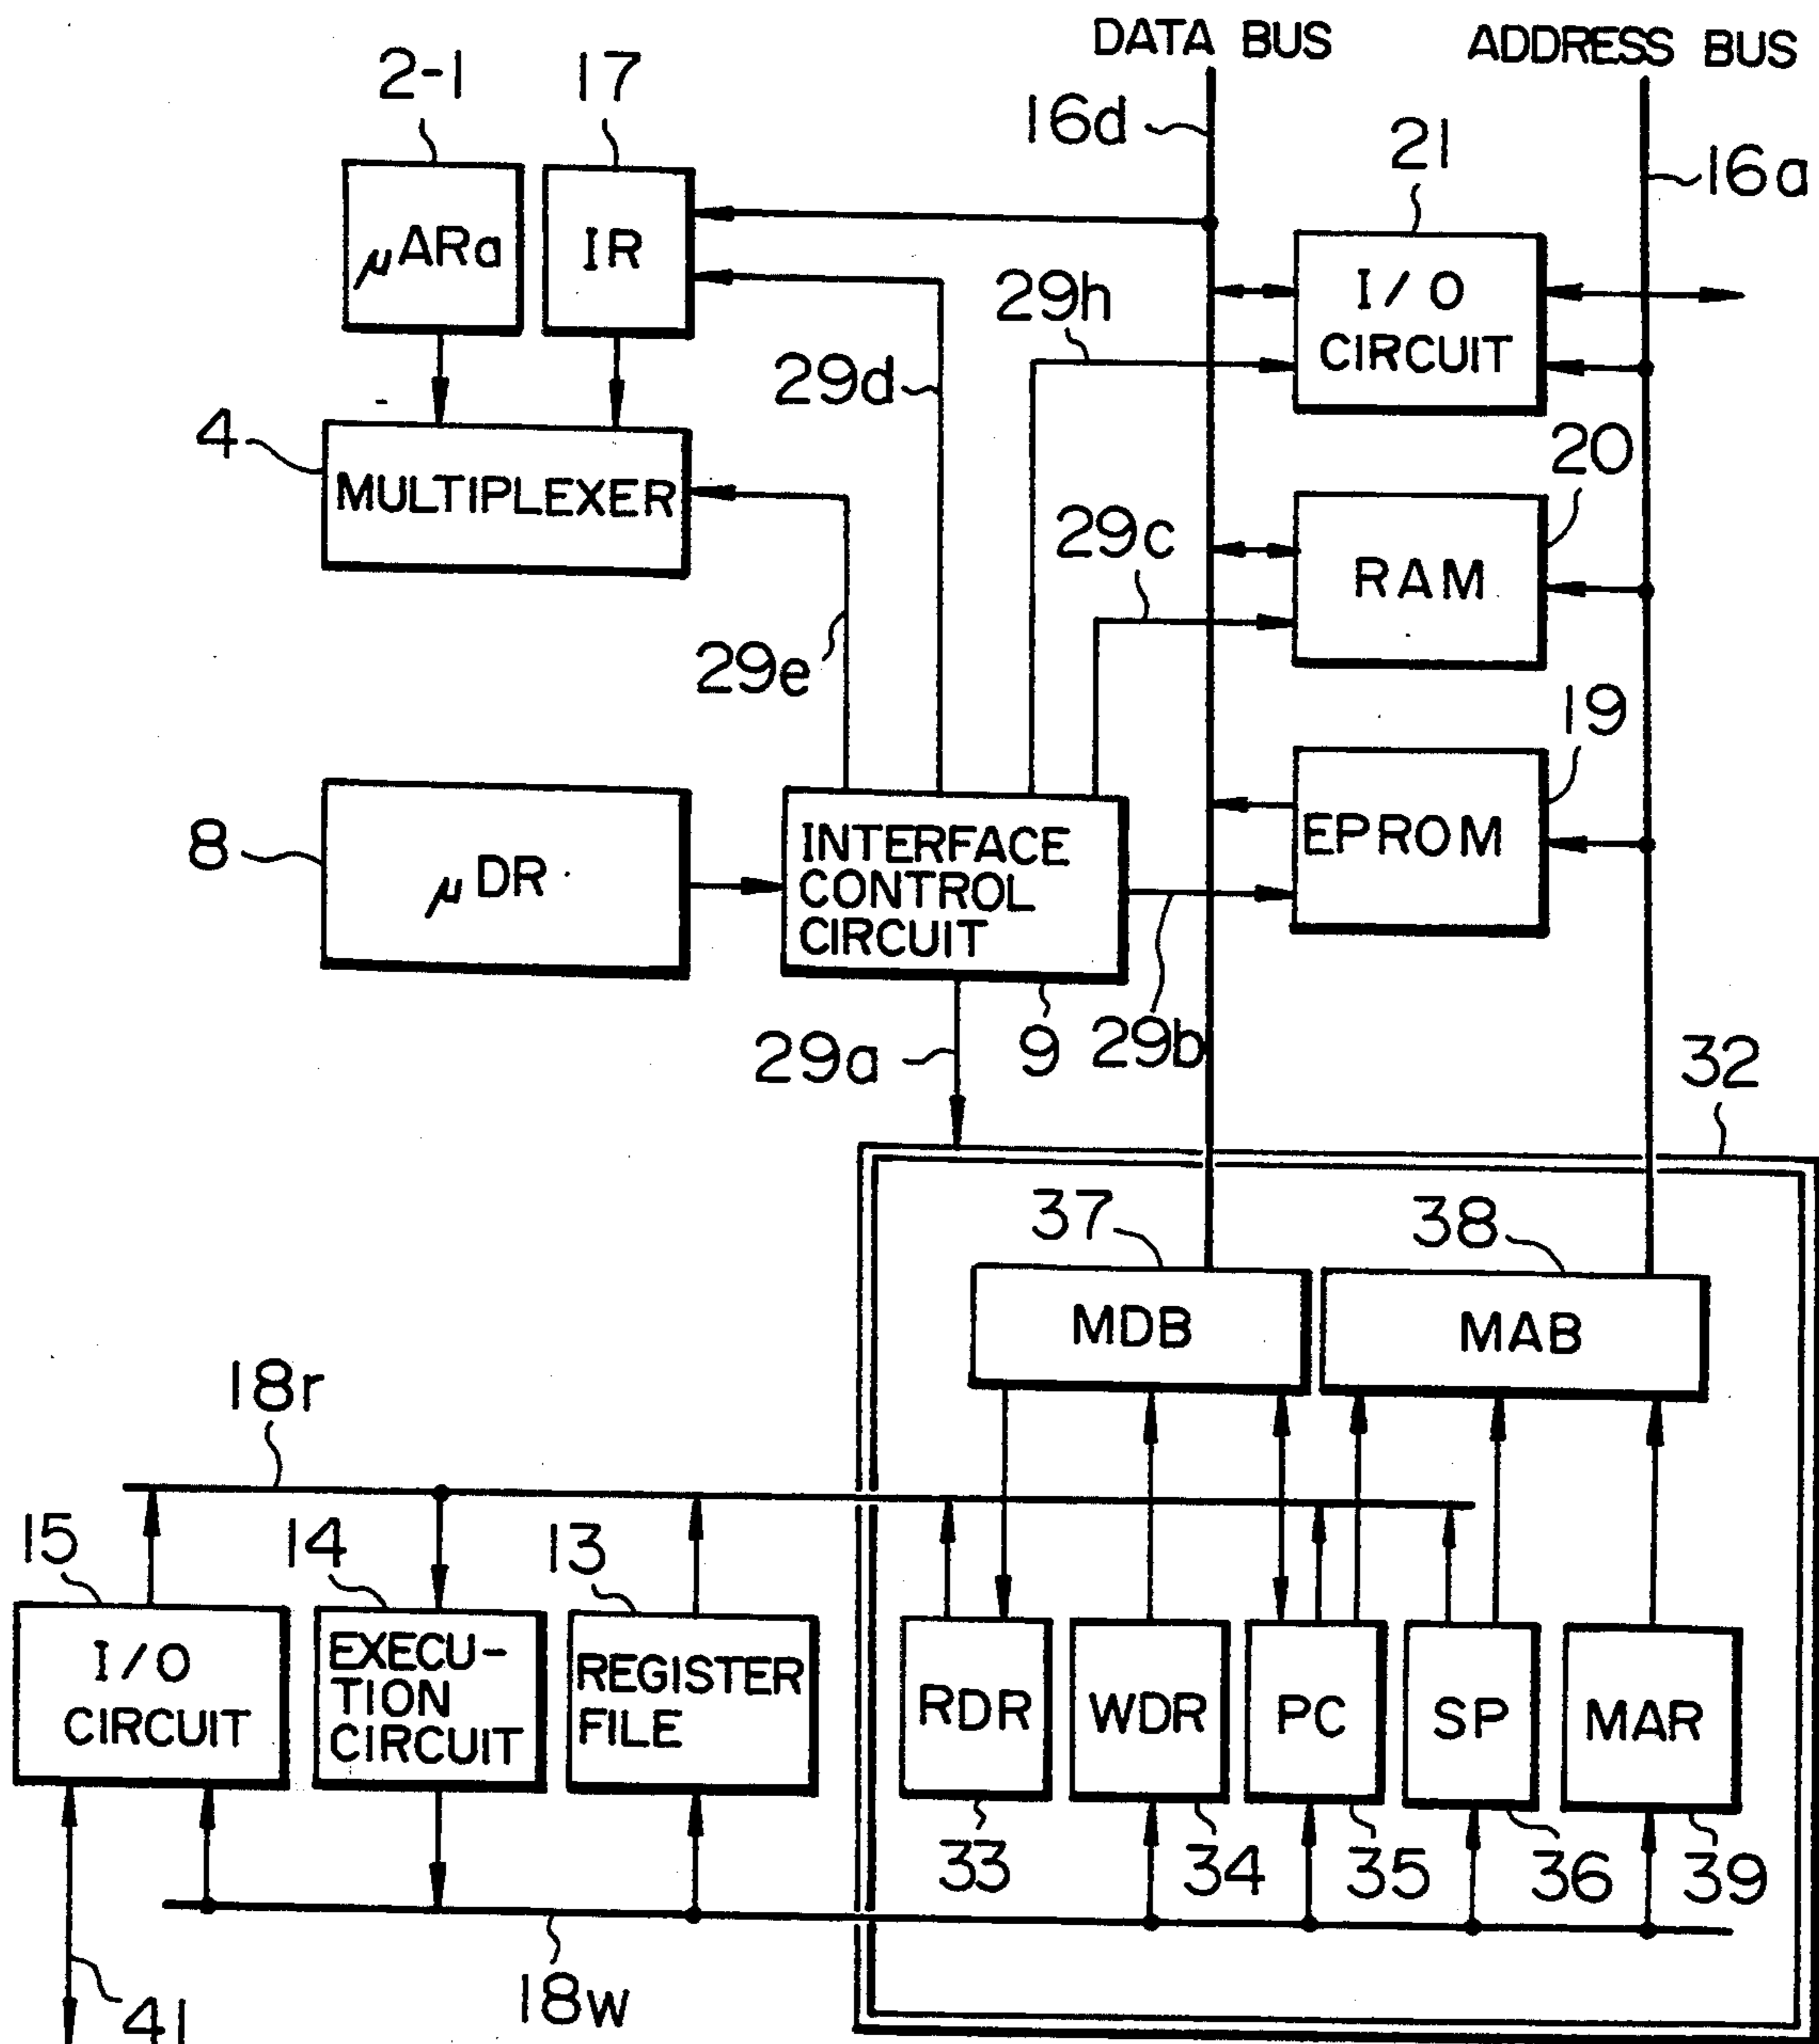 DATA BUS
ADDRESS BUS
2-1
17
16d
21
16a
μARa
IR
I/O
CIRCUIT
29h
29d
4
MULTIPLEXER
20
29c
RAM
29e
19
8
μDR
INTERFACE
CONTROL
CIRCUIT
EPROM
29a
9
29b
32
37
38
MDB
MAB
18r
15
14
13
I/O
CIRCUIT
EXECU-
TION
CIRCUIT
REGISTER
FILE
RDR
WDR
PC
SP
MAR
33
34
35
36
39
18w
41